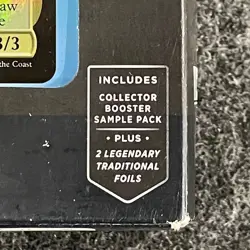 3/3
the Coast
INCLUDES
COLLECTOR
BOOSTER
SAMPLE PACK
• PLUS •
2 LEGENDARY
TRADITIONAL
FOILS